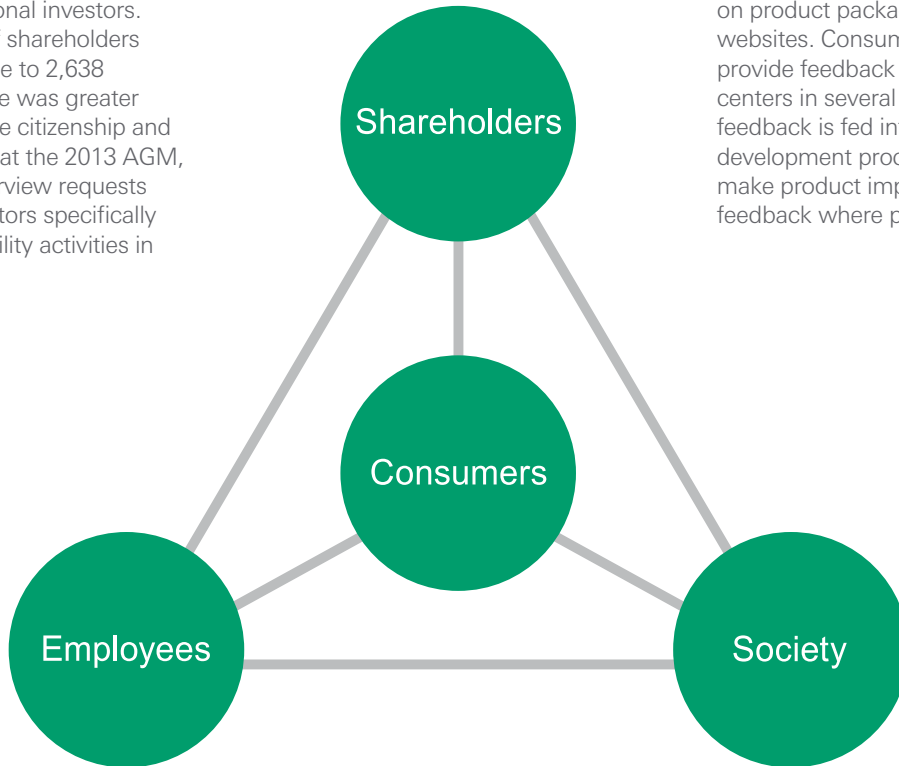 onal investors.
shareholders
e to 2,638
e was greater
e citizenship and
at the 2013 AGM,
rview requests
tors specifically
ility activities in
on product packa
websites. Consum
provide feedback
centers in several
feedback is fed in
development proc
make product imp
feedback where p
Shareholders
Consumers
Employees
Society